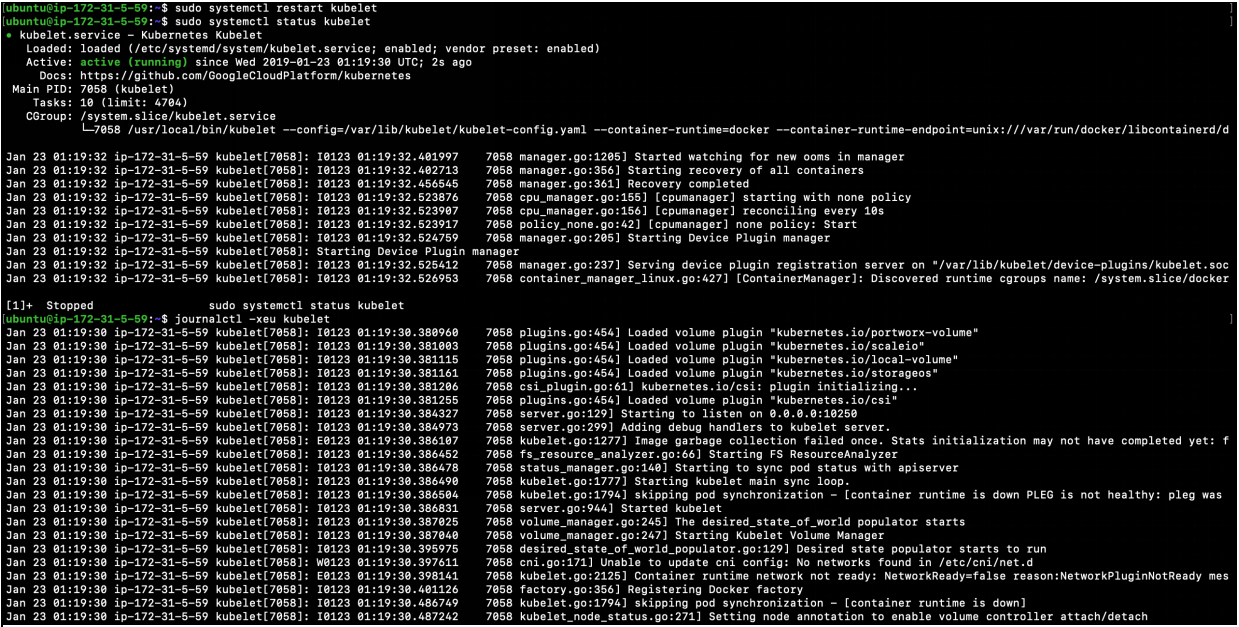 [ubuntu@ip-172-31-5-59:~$ sudo systemctl restart kubelet ]
[ubuntu@ip-172-31-5-59:~$ sudo systemctl status kubelet ]
● kubelet.service - Kubernetes Kubelet
Loaded: loaded (/etc/systemd/system/kubelet.service; enabled; vendor preset: enabled)
Active: active (running) since Wed 2019-01-23 01:19:30 UTC; 2s ago
Docs: https://github.com/GoogleCloudPlatform/kubernetes
Main PID: 7058 (kubelet)
Tasks: 10 (limit: 4704)
CGroup: /system.slice/kubelet.service
└─7058 /usr/local/bin/kubelet --config=/var/lib/kubelet/kubelet-config.yaml --container-runtime=docker --container-runtime-endpoint=unix:///var/run/docker/libcontainerd/d
Jan 23 01:19:32 ip-172-31-5-59 kubelet[7058]: I0123 01:19:32.401997 7058 manager.go:1205] Started watching for new ooms in manager
Jan 23 01:19:32 ip-172-31-5-59 kubelet[7058]: I0123 01:19:32.402713 7058 manager.go:356] Starting recovery of all containers
Jan 23 01:19:32 ip-172-31-5-59 kubelet[7058]: I0123 01:19:32.456545 7058 manager.go:361] Recovery completed
Jan 23 01:19:32 ip-172-31-5-59 kubelet[7058]: I0123 01:19:32.523876 7058 cpu_manager.go:155] [cpumanager] starting with none policy
Jan 23 01:19:32 ip-172-31-5-59 kubelet[7058]: I0123 01:19:32.523907 7058 cpu_manager.go:156] [cpumanager] reconciling every 10s
Jan 23 01:19:32 ip-172-31-5-59 kubelet[7058]: I0123 01:19:32.523917 7058 policy_none.go:42] [cpumanager] none policy: Start
Jan 23 01:19:32 ip-172-31-5-59 kubelet[7058]: I0123 01:19:32.524759 7058 manager.go:205] Starting Device Plugin manager
Jan 23 01:19:32 ip-172-31-5-59 kubelet[7058]: Starting Device Plugin manager
Jan 23 01:19:32 ip-172-31-5-59 kubelet[7058]: I0123 01:19:32.525412 7058 manager.go:237] Serving device plugin registration server on "/var/lib/kubelet/device-plugins/kubelet.soc
Jan 23 01:19:32 ip-172-31-5-59 kubelet[7058]: I0123 01:19:32.526953 7058 container_manager_linux.go:427] [ContainerManager]: Discovered runtime cgroups name: /system.slice/docker
[1]+ Stopped sudo systemctl status kubelet
[ubuntu@ip-172-31-5-59:~$ journalctl -xeu kubelet ]
Jan 23 01:19:30 ip-172-31-5-59 kubelet[7058]: I0123 01:19:30.380960 7058 plugins.go:454] Loaded volume plugin "kubernetes.io/portworx-volume"
Jan 23 01:19:30 ip-172-31-5-59 kubelet[7058]: I0123 01:19:30.381003 7058 plugins.go:454] Loaded volume plugin "kubernetes.io/scaleio"
Jan 23 01:19:30 ip-172-31-5-59 kubelet[7058]: I0123 01:19:30.381115 7058 plugins.go:454] Loaded volume plugin "kubernetes.io/local-volume"
Jan 23 01:19:30 ip-172-31-5-59 kubelet[7058]: I0123 01:19:30.381161 7058 plugins.go:454] Loaded volume plugin "kubernetes.io/storageos"
Jan 23 01:19:30 ip-172-31-5-59 kubelet[7058]: I0123 01:19:30.381206 7058 csi_plugin.go:61] kubernetes.io/csi: plugin initializing...
Jan 23 01:19:30 ip-172-31-5-59 kubelet[7058]: I0123 01:19:30.381255 7058 plugins.go:454] Loaded volume plugin "kubernetes.io/csi"
Jan 23 01:19:30 ip-172-31-5-59 kubelet[7058]: I0123 01:19:30.384327 7058 server.go:129] Starting to listen on 0.0.0.0:10250
Jan 23 01:19:30 ip-172-31-5-59 kubelet[7058]: I0123 01:19:30.384973 7058 server.go:299] Adding debug handlers to kubelet server.
Jan 23 01:19:30 ip-172-31-5-59 kubelet[7058]: E0123 01:19:30.386107 7058 kubelet.go:1277] Image garbage collection failed once. Stats initialization may not have completed yet: f
Jan 23 01:19:30 ip-172-31-5-59 kubelet[7058]: I0123 01:19:30.386452 7058 fs_resource_analyzer.go:66] Starting FS ResourceAnalyzer
Jan 23 01:19:30 ip-172-31-5-59 kubelet[7058]: I0123 01:19:30.386478 7058 status_manager.go:140] Starting to sync pod status with apiserver
Jan 23 01:19:30 ip-172-31-5-59 kubelet[7058]: I0123 01:19:30.386490 7058 kubelet.go:1777] Starting kubelet main sync loop.
Jan 23 01:19:30 ip-172-31-5-59 kubelet[7058]: I0123 01:19:30.386504 7058 kubelet.go:1794] skipping pod synchronization - [container runtime is down PLEG is not healthy: pleg was
Jan 23 01:19:30 ip-172-31-5-59 kubelet[7058]: I0123 01:19:30.386831 7058 server.go:944] Started kubelet
Jan 23 01:19:30 ip-172-31-5-59 kubelet[7058]: I0123 01:19:30.387025 7058 volume_manager.go:245] The desired_state_of_world populator starts
Jan 23 01:19:30 ip-172-31-5-59 kubelet[7058]: I0123 01:19:30.387040 7058 volume_manager.go:247] Starting Kubelet Volume Manager
Jan 23 01:19:30 ip-172-31-5-59 kubelet[7058]: I0123 01:19:30.395975 7058 desired_state_of_world_populator.go:129] Desired state populator starts to run
Jan 23 01:19:30 ip-172-31-5-59 kubelet[7058]: W0123 01:19:30.397611 7058 cni.go:171] Unable to update cni config: No networks found in /etc/cni/net.d
Jan 23 01:19:30 ip-172-31-5-59 kubelet[7058]: E0123 01:19:30.398141 7058 kubelet.go:2125] Container runtime network not ready: NetworkReady=false reason:NetworkPluginNotReady mes
Jan 23 01:19:30 ip-172-31-5-59 kubelet[7058]: I0123 01:19:30.401126 7058 factory.go:356] Registering Docker factory
Jan 23 01:19:30 ip-172-31-5-59 kubelet[7058]: I0123 01:19:30.486749 7058 kubelet.go:1794] skipping pod synchronization - [container runtime is down]
Jan 23 01:19:30 ip-172-31-5-59 kubelet[7058]: I0123 01:19:30.487242 7058 kubelet_node_status.go:271] Setting node annotation to enable volume controller attach/detach